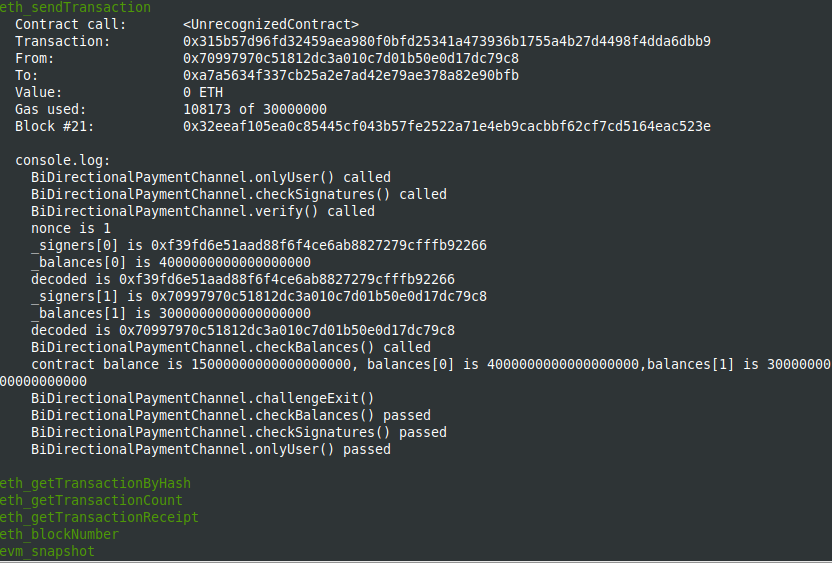 eth_sendTransaction
Contract call: <UnrecognizedContract>
Transaction: 0x315b57d96fd32459aea980f0bfd25341a473936b1755a4b27d4498f4dda6dbb9
From: 0x70997970c51812dc3a010c7d01b50e0d17dc79c8
To: 0xa7a5634f337cb25a2e7ad42e79ae378a82e90bfb
Value: 0 ETH
Gas used: 108173 of 30000000
Block #21: 0x32eeaf105ea0c85445cf043b57fe2522a71e4eb9cacbbf62cf7cd5164eac523e
console.log:
BiDirectionalPaymentChannel.onlyUser() called
BiDirectionalPaymentChannel.checkSignatures() called
BiDirectionalPaymentChannel.verify() called
nonce is 1
_signers[0] is 0xf39fd6e51aad88f6f4ce6ab8827279cfffb92266
_balances[0] is 4000000000000000000
decoded is 0xf39fd6e51aad88f6f4ce6ab8827279cfffb92266
_signers[1] is 0x70997970c51812dc3a010c7d01b50e0d17dc79c8
_balances[1] is 3000000000000000000
decoded is 0x70997970c51812dc3a010c7d01b50e0d17dc79c8
BiDirectionalPaymentChannel.checkBalances() called
contract balance is 15000000000000000000, balances[0] is 4000000000000000000,balances[1] is 30000000
00000000000
BiDirectionalPaymentChannel.challengeExit()
BiDirectionalPaymentChannel.checkBalances() passed
BiDirectionalPaymentChannel.checkSignatures() passed
BiDirectionalPaymentChannel.onlyUser() passed
eth_getTransactionByHash
eth_getTransactionCount
eth_getTransactionReceipt
eth_blockNumber
evm_snapshot